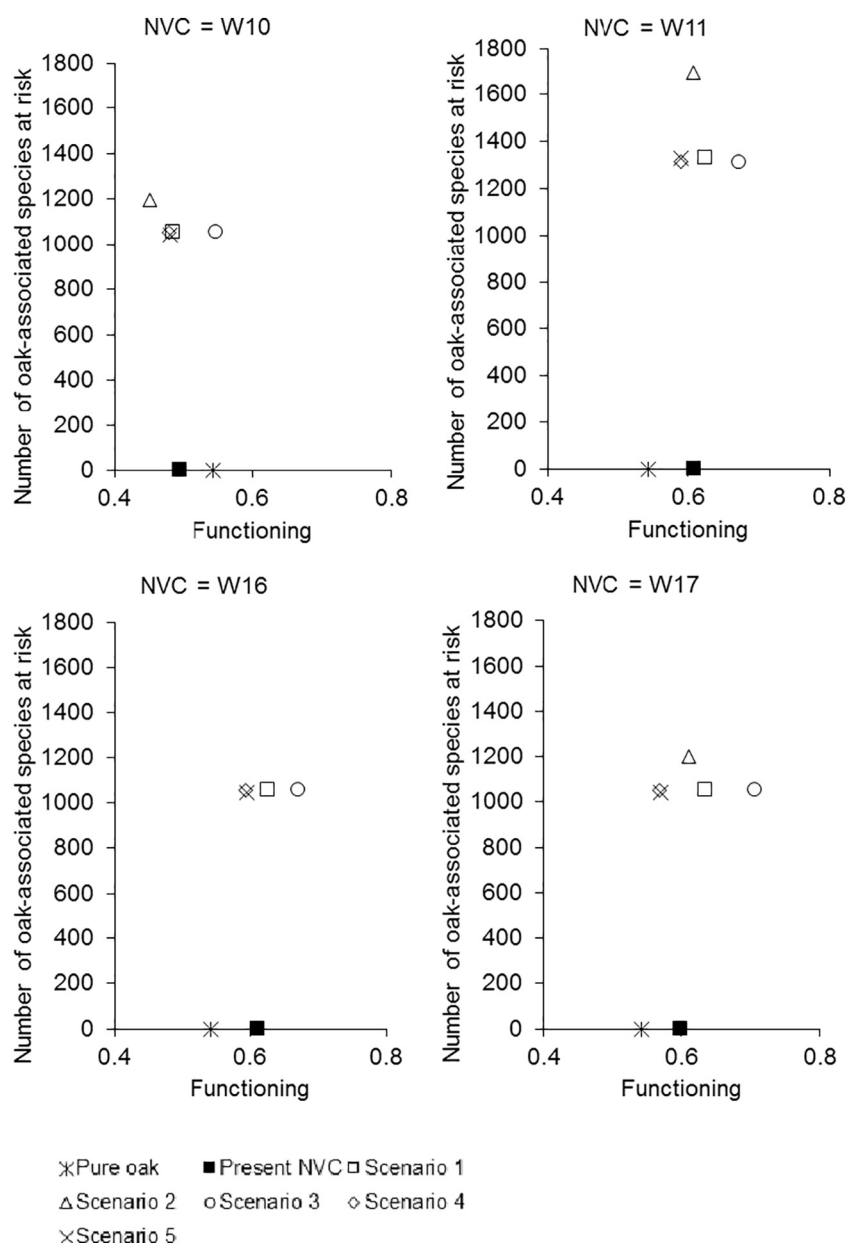 NVC = W10
Number of oak-associated species at risk
1800
1600
1400
1200
1000
800
600
400
200
0
0.4 0.6 0.8
Functioning
NVC = W11
Number of oak-associated species at risk
1800
1600
1400
1200
1000
800
600
400
200
0
0.4 0.6 0.8
Functioning
NVC = W16
Number of oak-associated species at risk
1800
1600
1400
1200
1000
800
600
400
200
0
0.4 0.6 0.8
Functioning
NVC = W17
Number of oak-associated species at risk
1800
1600
1400
1200
1000
800
600
400
200
0
0.4 0.6 0.8
Functioning
Pure oak Present NVC Scenario 1
Scenario 2 Scenario 3 Scenario 4
Scenario 5